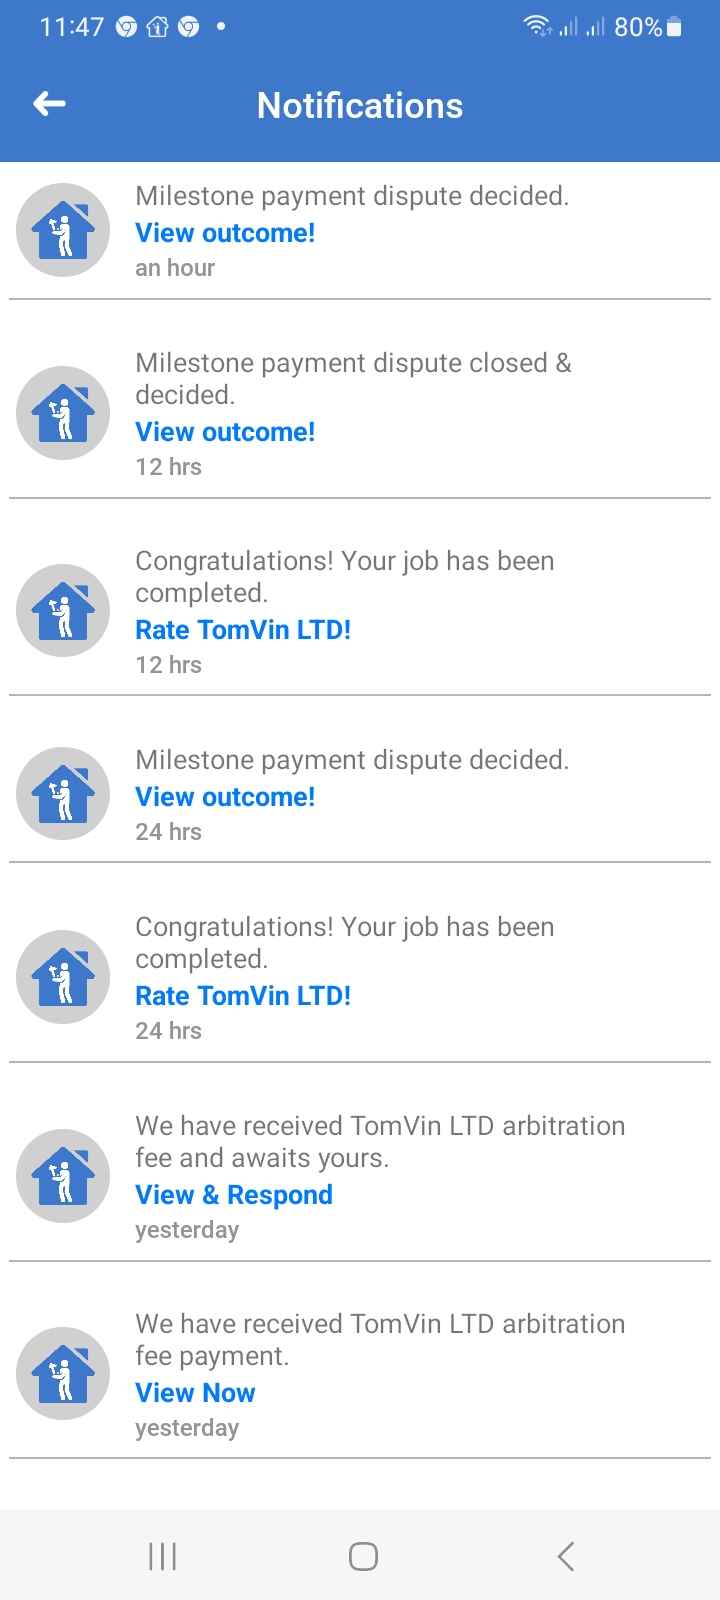 11:47
80%
Notifications
Milestone payment dispute decided.
View outcome!
an hour
Milestone payment dispute closed &
decided.
View outcome!
12 hrs
Congratulations! Your job has been
completed.
Rate TomVin LTD!
12 hrs
Milestone payment dispute decided.
View outcome!
24 hrs
Congratulations! Your job has been
completed.
Rate TomVin LTD!
24 hrs
We have received TomVin LTD arbitration
fee and awaits yours.
View & Respond
yesterday
We have received TomVin LTD arbitration
fee payment.
View Now
yesterday